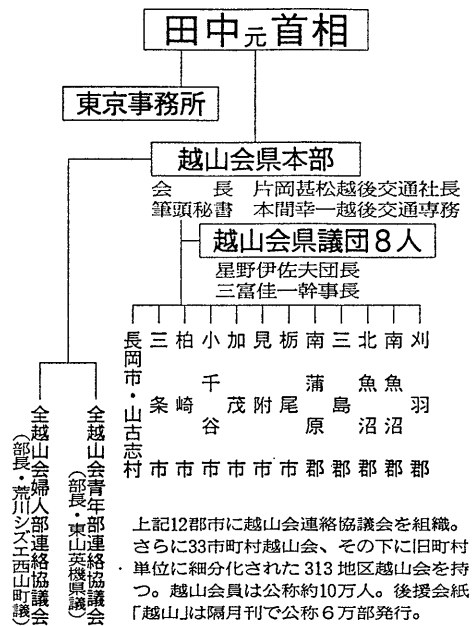 田中元首相
東京事務所
越山会県本部
会長 片岡甚松越後交通社長
筆頭秘書 本間幸一越後交通専務
越山会県議団8人
星野伊佐夫団長
三富佳一幹事長
長岡市・山古志村
三条市
柏崎市
小千谷市
加茂市
見附市
栃尾市
南蒲原郡
三島郡
北魚沼郡
南魚沼郡
刈羽郡
全越山会青年部連絡協議会
(部長・東山英機県議)
全越山会婦人部連絡協議会
(部長・荒川シズエ西山町議)
上記12郡市に越山会連絡協議会を組織。
さらに33市町村越山会、その下に旧町村
単位に細分化された313地区越山会を持
つ。越山会員は公称約10万人。後援会紙
「越山」は隔月刊で公称6万部発行。